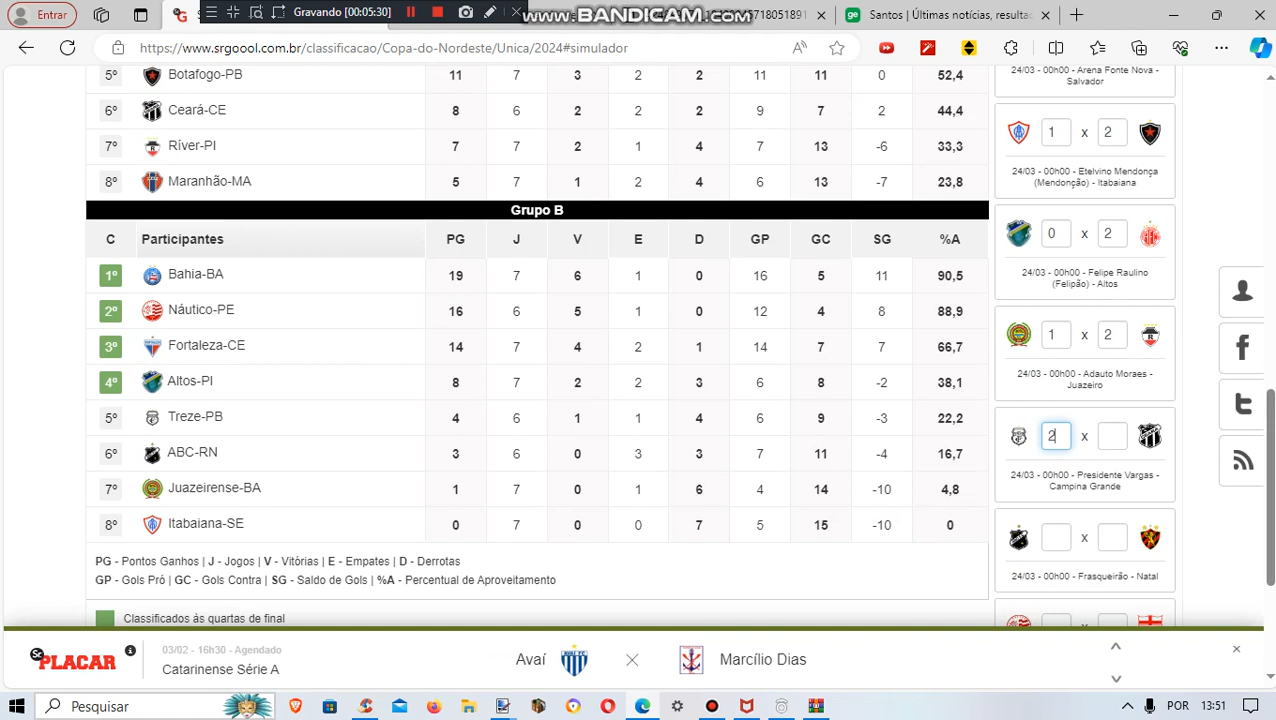 Entrar
Gravando <00:05:30>
www.BANDICAM.com
5718051891
Santos | Últimas notícias, resulta
https://www.srgoool.com.br/classificacao/Copa-do-Nordeste/Unica/2024#simulador
5º Botafogo-PB 11 7 3 2 2 11 11 0 52,4
6º Ceará-CE 8 6 2 2 2 9 7 2 44,4
7º Ríver-PI 7 7 2 1 4 7 13 -6 33,3
8º Maranhão-MA 5 7 1 2 4 6 13 -7 23,8
Grupo B
C Participantes PG J V E D GP GC SG %A
1º Bahia-BA 19 7 6 1 0 16 5 11 90,5
2º Náutico-PE 16 6 5 1 0 12 4 8 88,9
3º Fortaleza-CE 14 7 4 2 1 14 7 7 66,7
4º Altos-PI 8 7 2 2 3 6 8 -2 38,1
5º Treze-PB 4 6 1 1 4 6 9 -3 22,2
6º ABC-RN 3 6 0 3 3 7 11 -4 16,7
7º Juazeirense-BA 1 7 0 1 6 4 14 -10 4,8
8º Itabaiana-SE 0 7 0 0 7 5 15 -10 0
PG - Pontos Ganhos | J - Jogos | V - Vitórias | E - Empates | D - Derrotas
GP - Gols Pró | GC - Gols Contra | SG - Saldo de Gols | %A - Percentual de Aproveitamento
Classificados às quartas de final
24/03 - 00h00 - Arena Fonte Nova -
Salvador
1 x 2
24/03 - 00h00 - Etelvino Mendonça
(Mendonção) - Itabaiana
0 x 2
24/03 - 00h00 - Felipe Raulino
(Felipão) - Altos
1 x 2
24/03 - 00h00 - Adauto Moraes -
Juazeiro
2 x
24/03 - 00h00 - Presidente Vargas -
Campina Grande
x
24/03 - 00h00 - Frasqueirão - Natal
x
Sr PLACAR
03/02 - 16h30 - Agendado
Catarinense Série A
Avaí Marcílio Dias
Pesquisar
POR 13:51